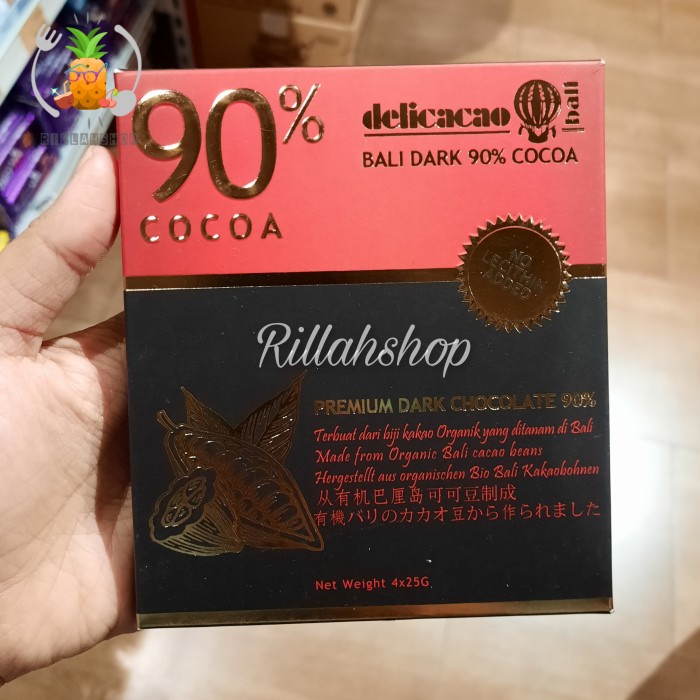 RILLAHSHOP
90%
COCOA
delicacao
bali
BALI DARK 90% COCOA
NO
LECITHIN
ADDED
Rillahshop
PREMIUM DARK CHOCOLATE 90%
Terbuat dari biji kakao Organik yang ditanam di Bali
Made from Organic Bali cacao beans
Hergestellt aus organischen Bio Bali Kakaobohnen
从有机巴厘岛可可豆制成
有機バリのカカオ豆から作られました
Net Weight 4x25G